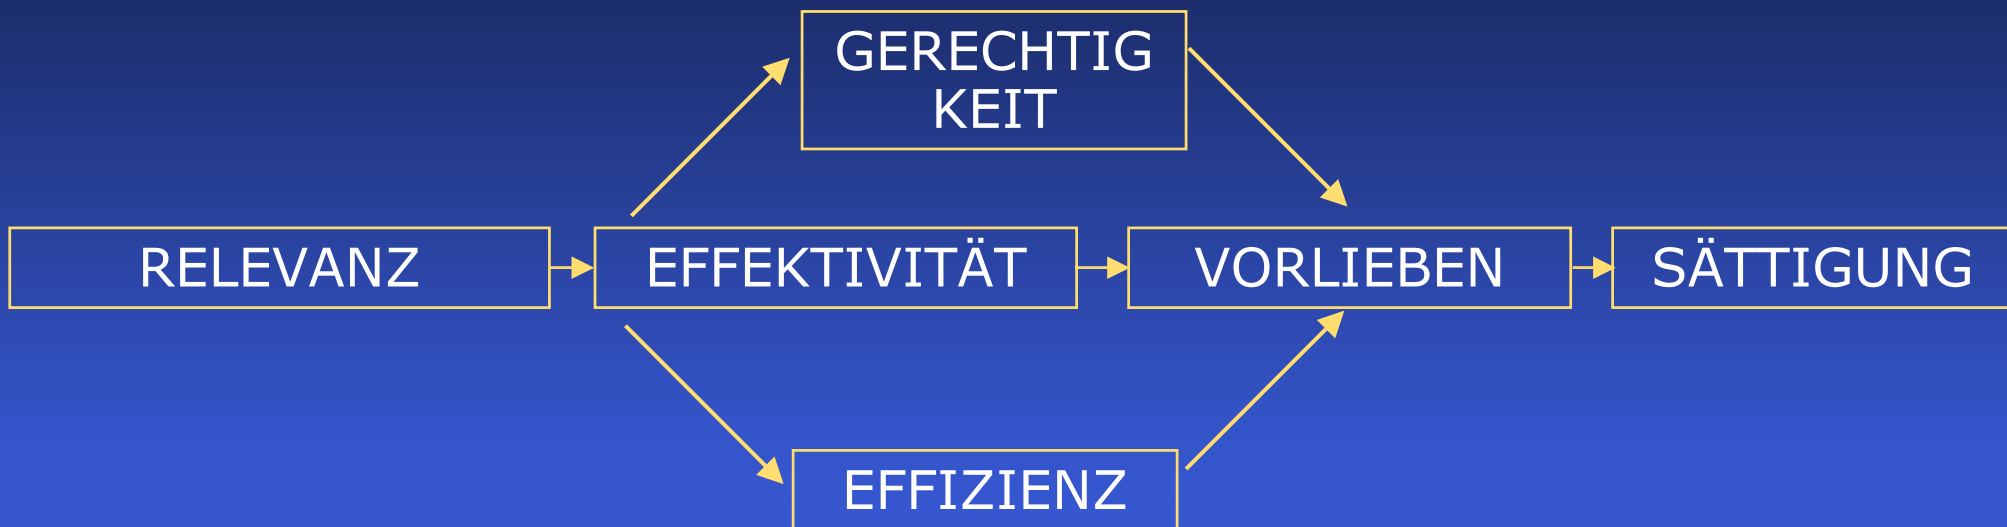 GERECHTIG
KEIT
RELEVANZ
EFFEKTIVITÄT
VORLIEBEN
SÄTTIGUNG
EFFIZIENZ